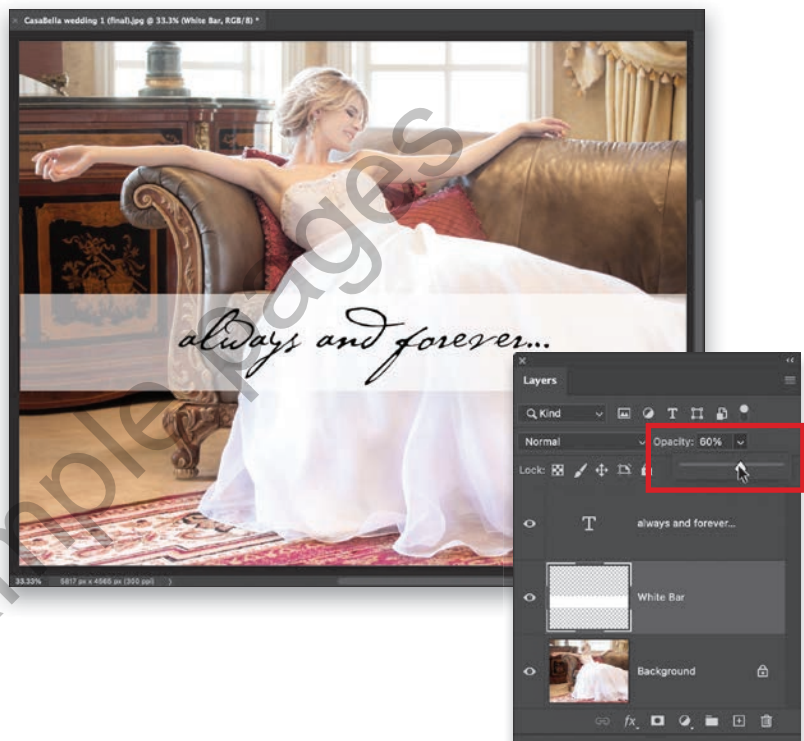 CasaBella wedding 1 (final).jpg @ 33.3% (White Bar, RGB/8) *
always and forever...
33.33% 5817 px x 4565 px (300 ppi)
Layers
Kind
Normal Opacity: 60%
Lock:
T always and forever...
White Bar
Background
fx
sample pages